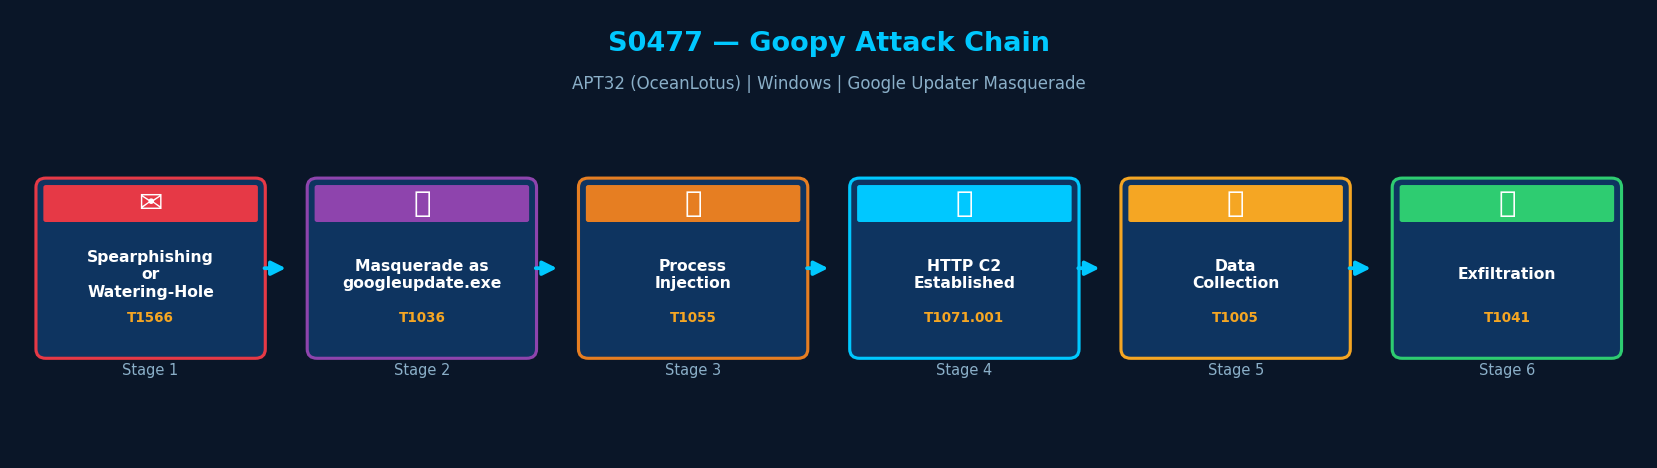 S0477 — Goopy Attack Chain
APT32 (OceanLotus) | Windows | Google Updater Masquerade
Spearphishing
or
Watering-Hole
T1566
Stage 1
Masquerade as
googleupdate.exe
T1036
Stage 2
Process
Injection
T1055
Stage 3
HTTP C2
Established
T1071.001
Stage 4
Data
Collection
T1005
Stage 5
Exfiltration
T1041
Stage 6